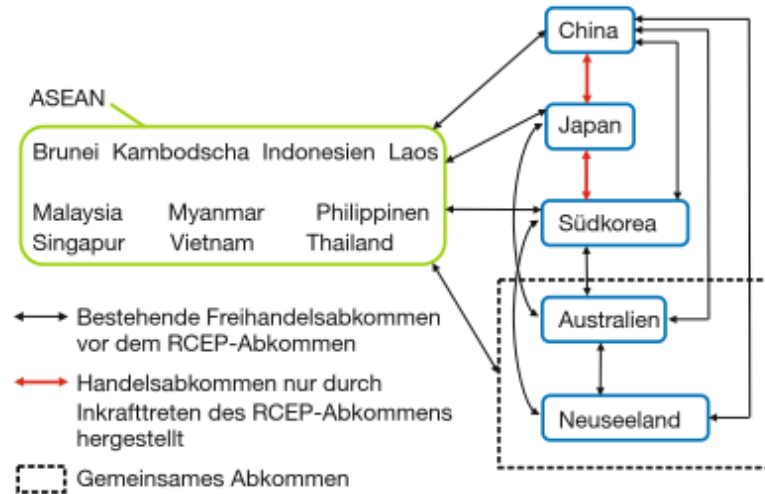 China
ASEAN
Japan
Brunei Kambodscha Indonesien Laos
Malaysia Myanmar Philippinen
Singapur Vietnam Thailand
Südkorea
Australien
Neuseeland
Bestehende Freihandelsabkommen
vor dem RCEP-Abkommen
Handelsabkommen nur durch
Inkrafttreten des RCEP-Abkommens
hergestellt
Gemeinsames Abkommen